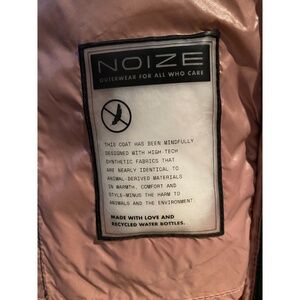 NOIZE
OUTERWEAR FOR ALL WHO CARE
THIS COAT HAS BEEN MINDFULLY
DESIGNED WITH HIGH-TECH
SYNTHETIC FABRICS THAT
ARE NEARLY IDENTICAL TO
ANIMAL-DERIVED MATERIALS
IN WARMTH, COMFORT AND
STYLE-MINUS THE HARM TO
ANIMALS AND THE ENVIRONMENT
MADE WITH LOVE AND
RECYCLED WATER BOTTLES.